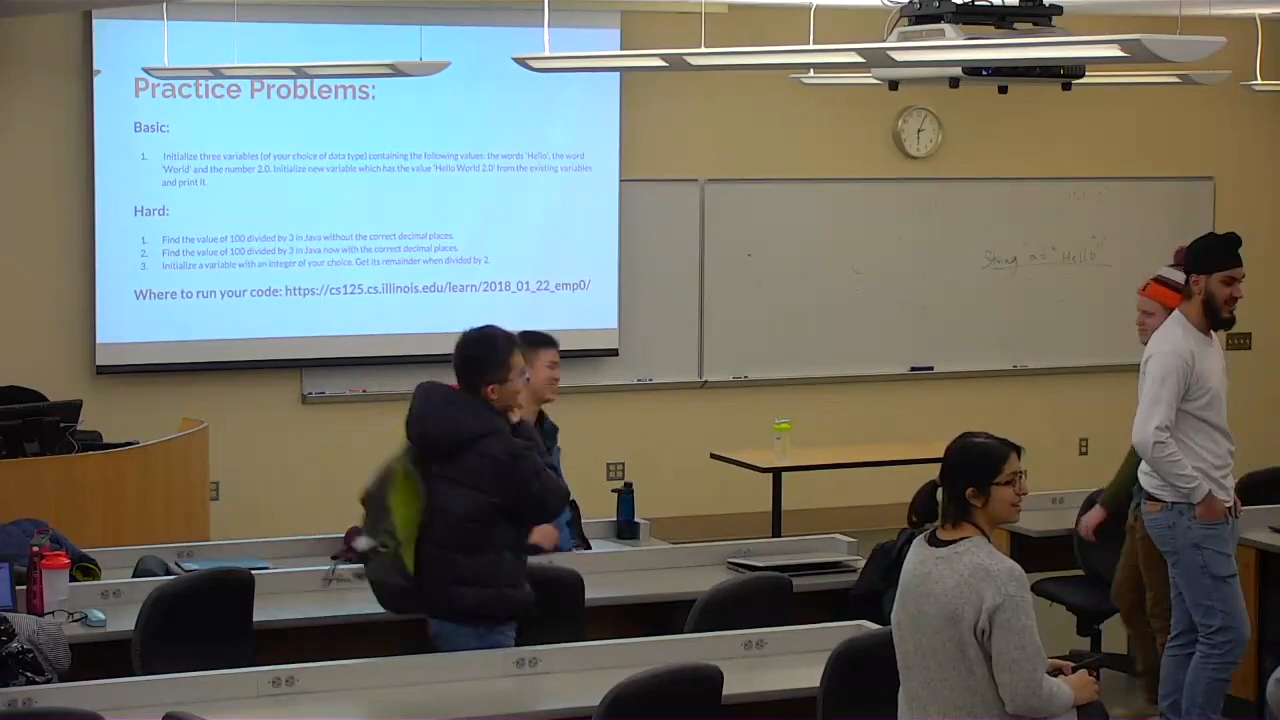 Practice Problems:
Basic:
1. Initialize three variables (of your choice of data type) containing the following values: the words 'Hello', the word
'World' and the number 2.0. Initialize new variable which has the value 'Hello World 2.0' from the existing variables
and print it.
Hard:
1. Find the value of 100 divided by 3 in Java without the correct decimal places.
2. Find the value of 100 divided by 3 in Java now with the correct decimal places.
3. Initialize a variable with an integer of your choice. Get its remainder when divided by 2.
Where to run your code: https://cs125.cs.illinois.edu/learn/2018_01_22_emp0/
String a = "Hello"